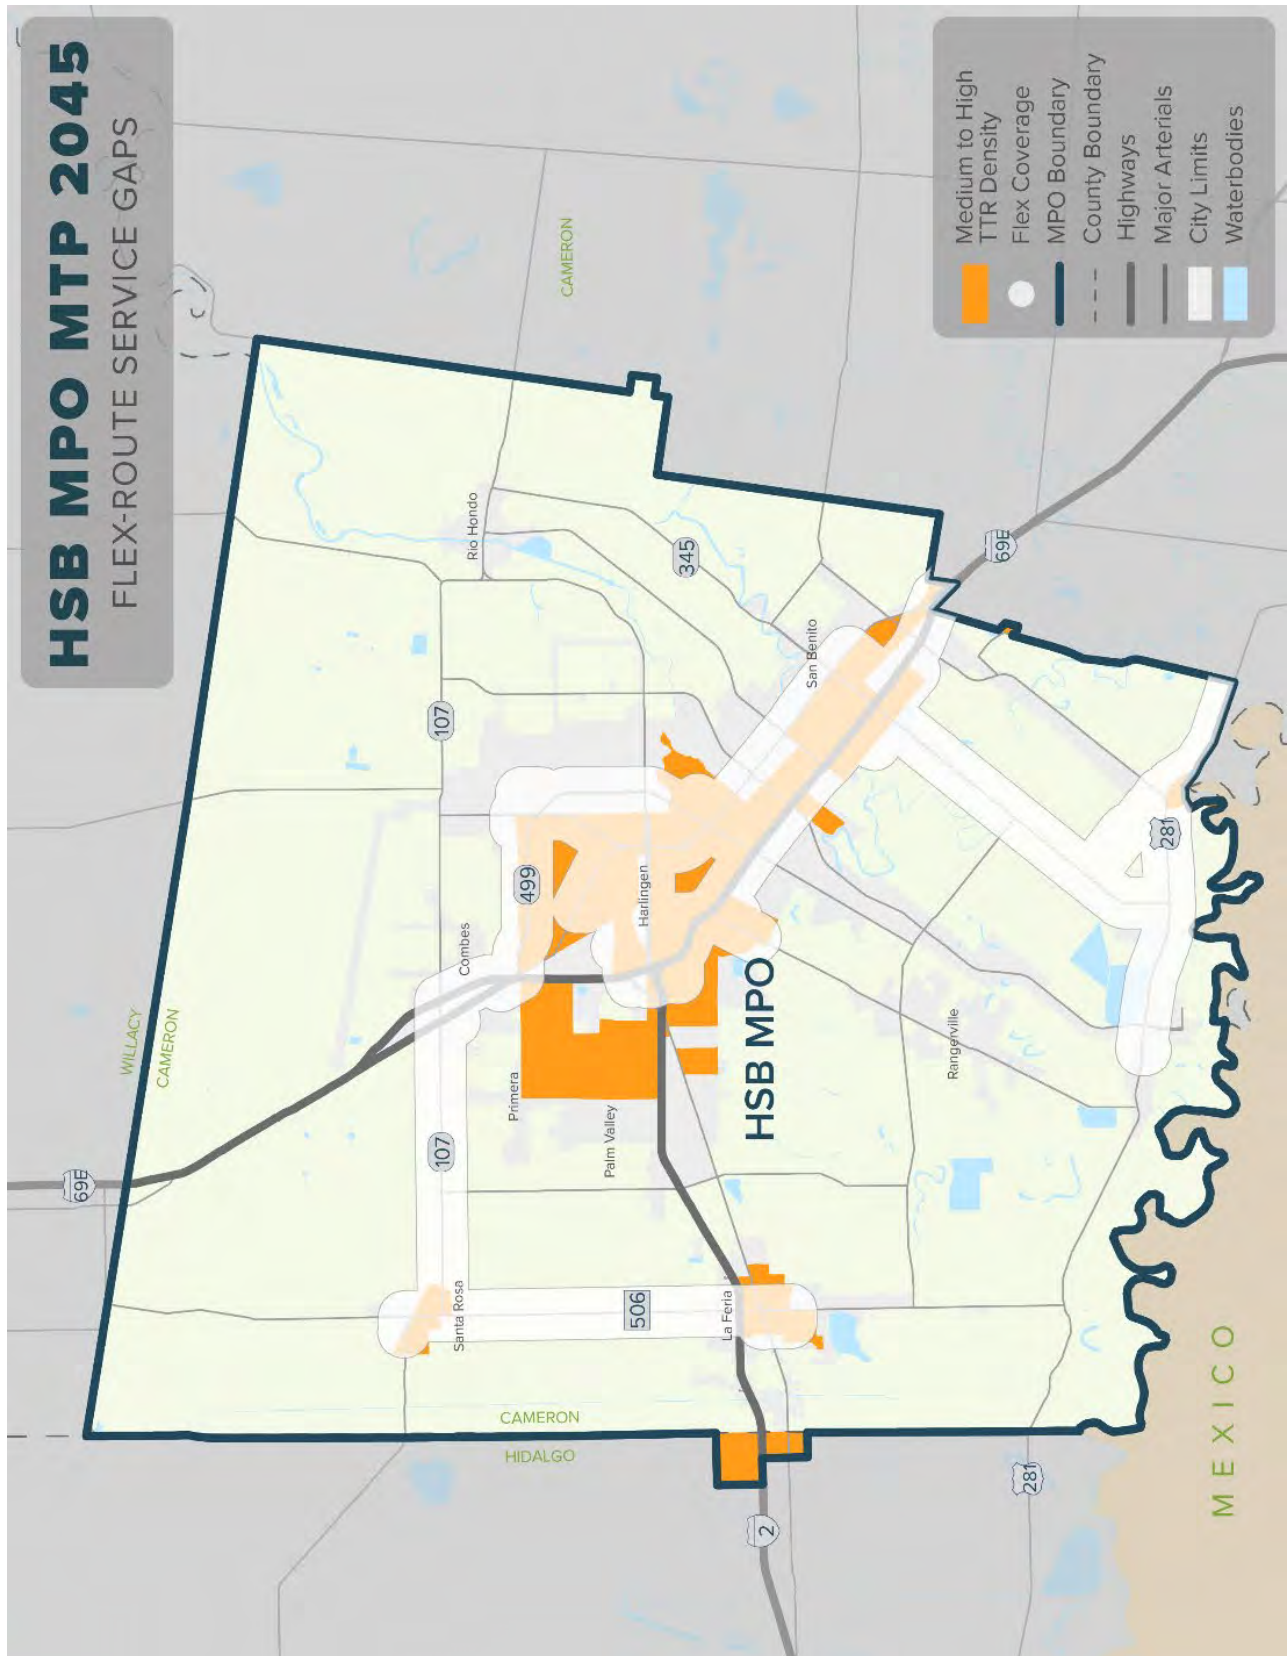 HSB MPO MTP 2045
FLEX-ROUTE SERVICE GAPS
Medium to High
TTR Density
Flex Coverage
MPO Boundary
County Boundary
Highways
Major Arterials
City Limits
Waterbodies
WILLACY
CAMERON
CAMERON
CAMERON
HIDALGO
69E
107
107
Rio Hondo
Combes
499
Santa Rosa
Primera
Palm Valley
Harlingen
345
506
La Feria
San Benito
HSB MPO
2
Rangerville
69E
281
281
MEXICO